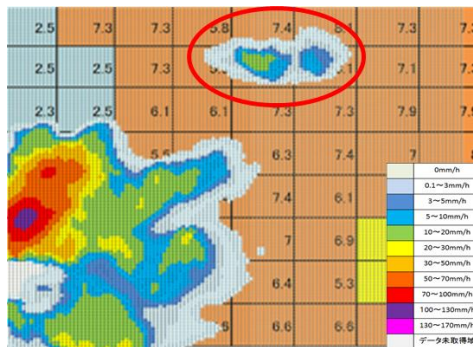 2.5 7.3 7.3 5.8 7.4 8.1 7.3
2.5 2.5 7.3 7.1 7.3
2.3 2.5 6.1 6.1 7.3 7.3 7.9 7.9
6.3 7.4 7
7.4 6.1
7 6.9
6.4 5.3
6.6 6.6
0mm/h
0.1～3mm/h
3～5mm/h
5～10mm/h
10～20mm/h
20～30mm/h
30～50mm/h
50～70mm/h
70～100mm/h
100～130mm/h
130～170mm/h
データ未取得地